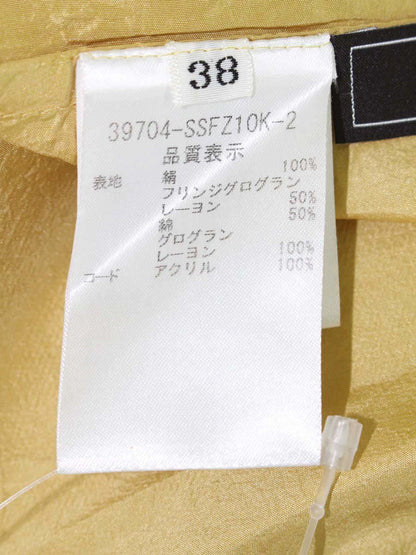 38
39704-SSFZ10K-2
品質表示
表地 絹 100%
フリンジグログラン
レーヨン 50%
綿 50%
グログラン
レーヨン 100%
コード アクリル 100%